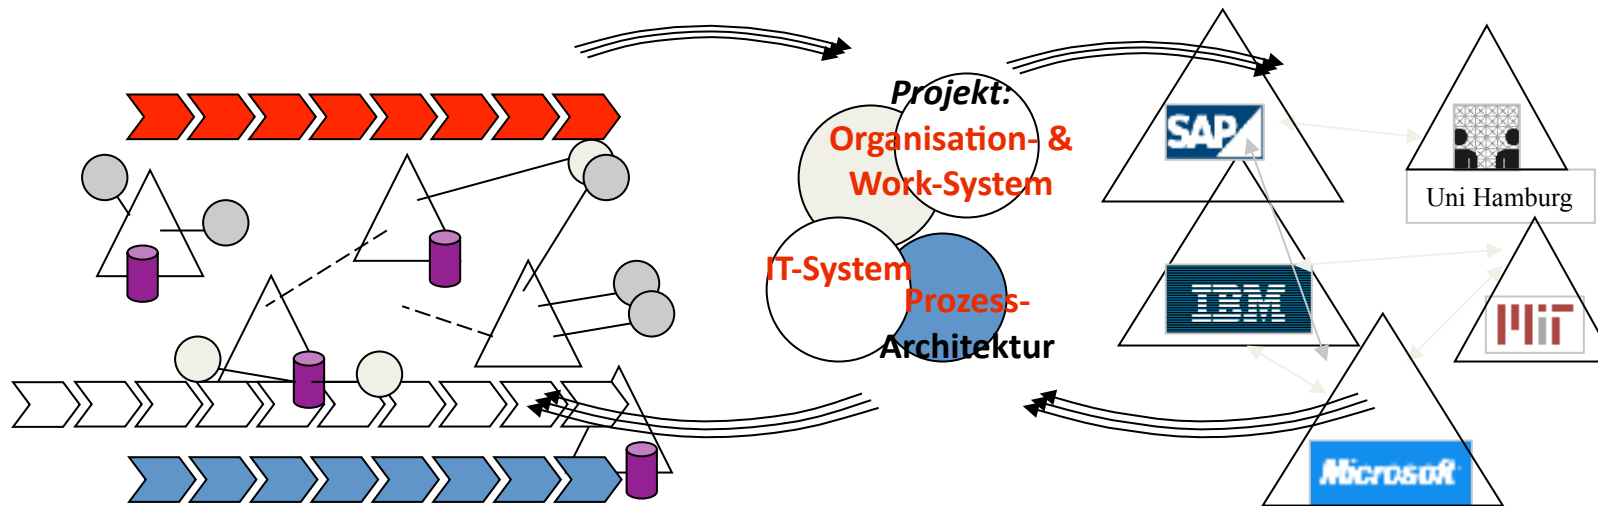 Projekt:
Organisation- &
Work-System
IT-System
Prozess-
Architektur
SAP
Uni Hamburg
IBM
MIT
Microsoft